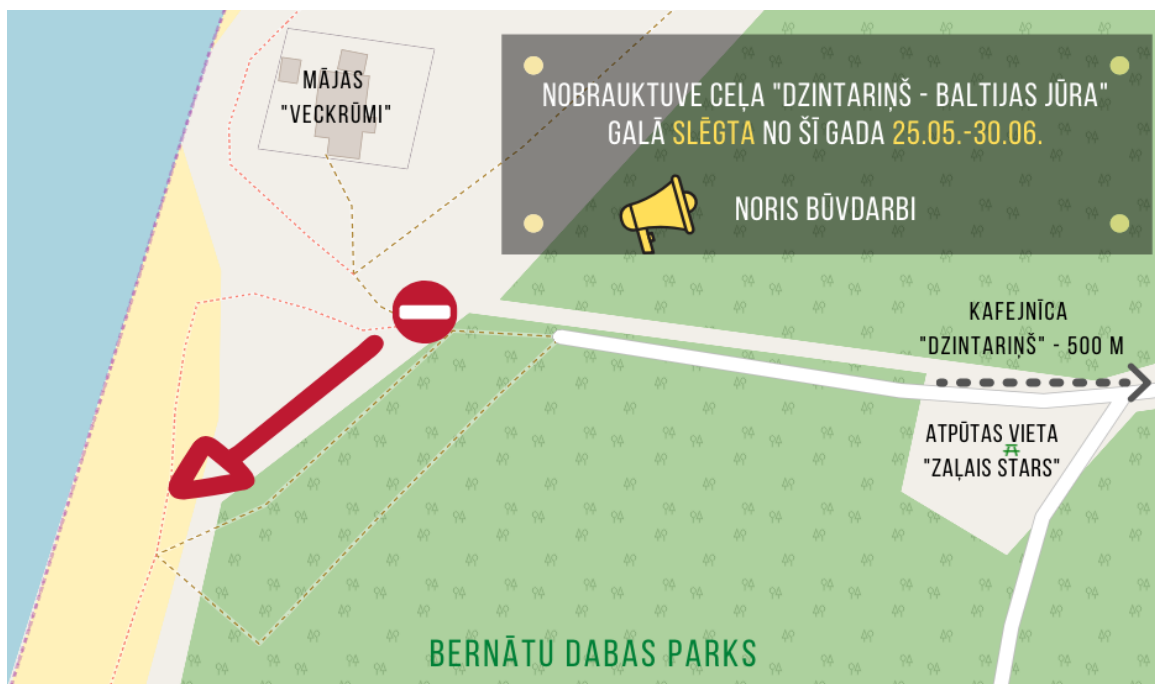 MĀJAS
"VECKRŪMI"
NOBRAUKTUVE CEĻA "DZINTARIŅŠ - BALTIJAS JŪRA"
GALĀ SLĒGTA NO ŠĪ GADA 25.05.-30.06.
NORIS BŪVDARBI
KAFEJNĪCA
"DZINTARIŅŠ" - 500 M
ATPŪTAS VIETA
"ZAĻAIS STARS"
BERNĀTU DABAS PARKS